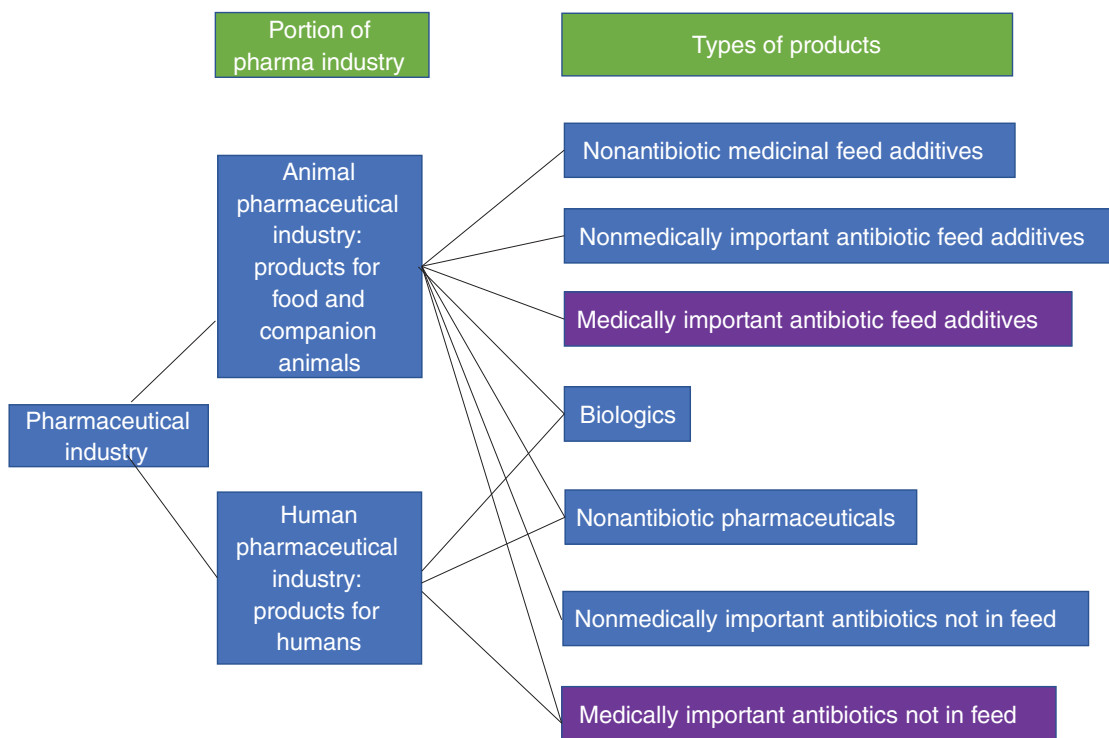 Portion of
pharma industry
Types of products
Nonantibiotic medicinal feed additives
Animal
pharmaceutical
industry:
products for
food and
companion
animals
Nonmedically important antibiotic feed additives
Medically important antibiotic feed additives
Biologics
Pharmaceutical
industry
Human
pharmaceutical
industry:
products for
humans
Nonantibiotic pharmaceuticals
Nonmedically important antibiotics not in feed
Medically important antibiotics not in feed